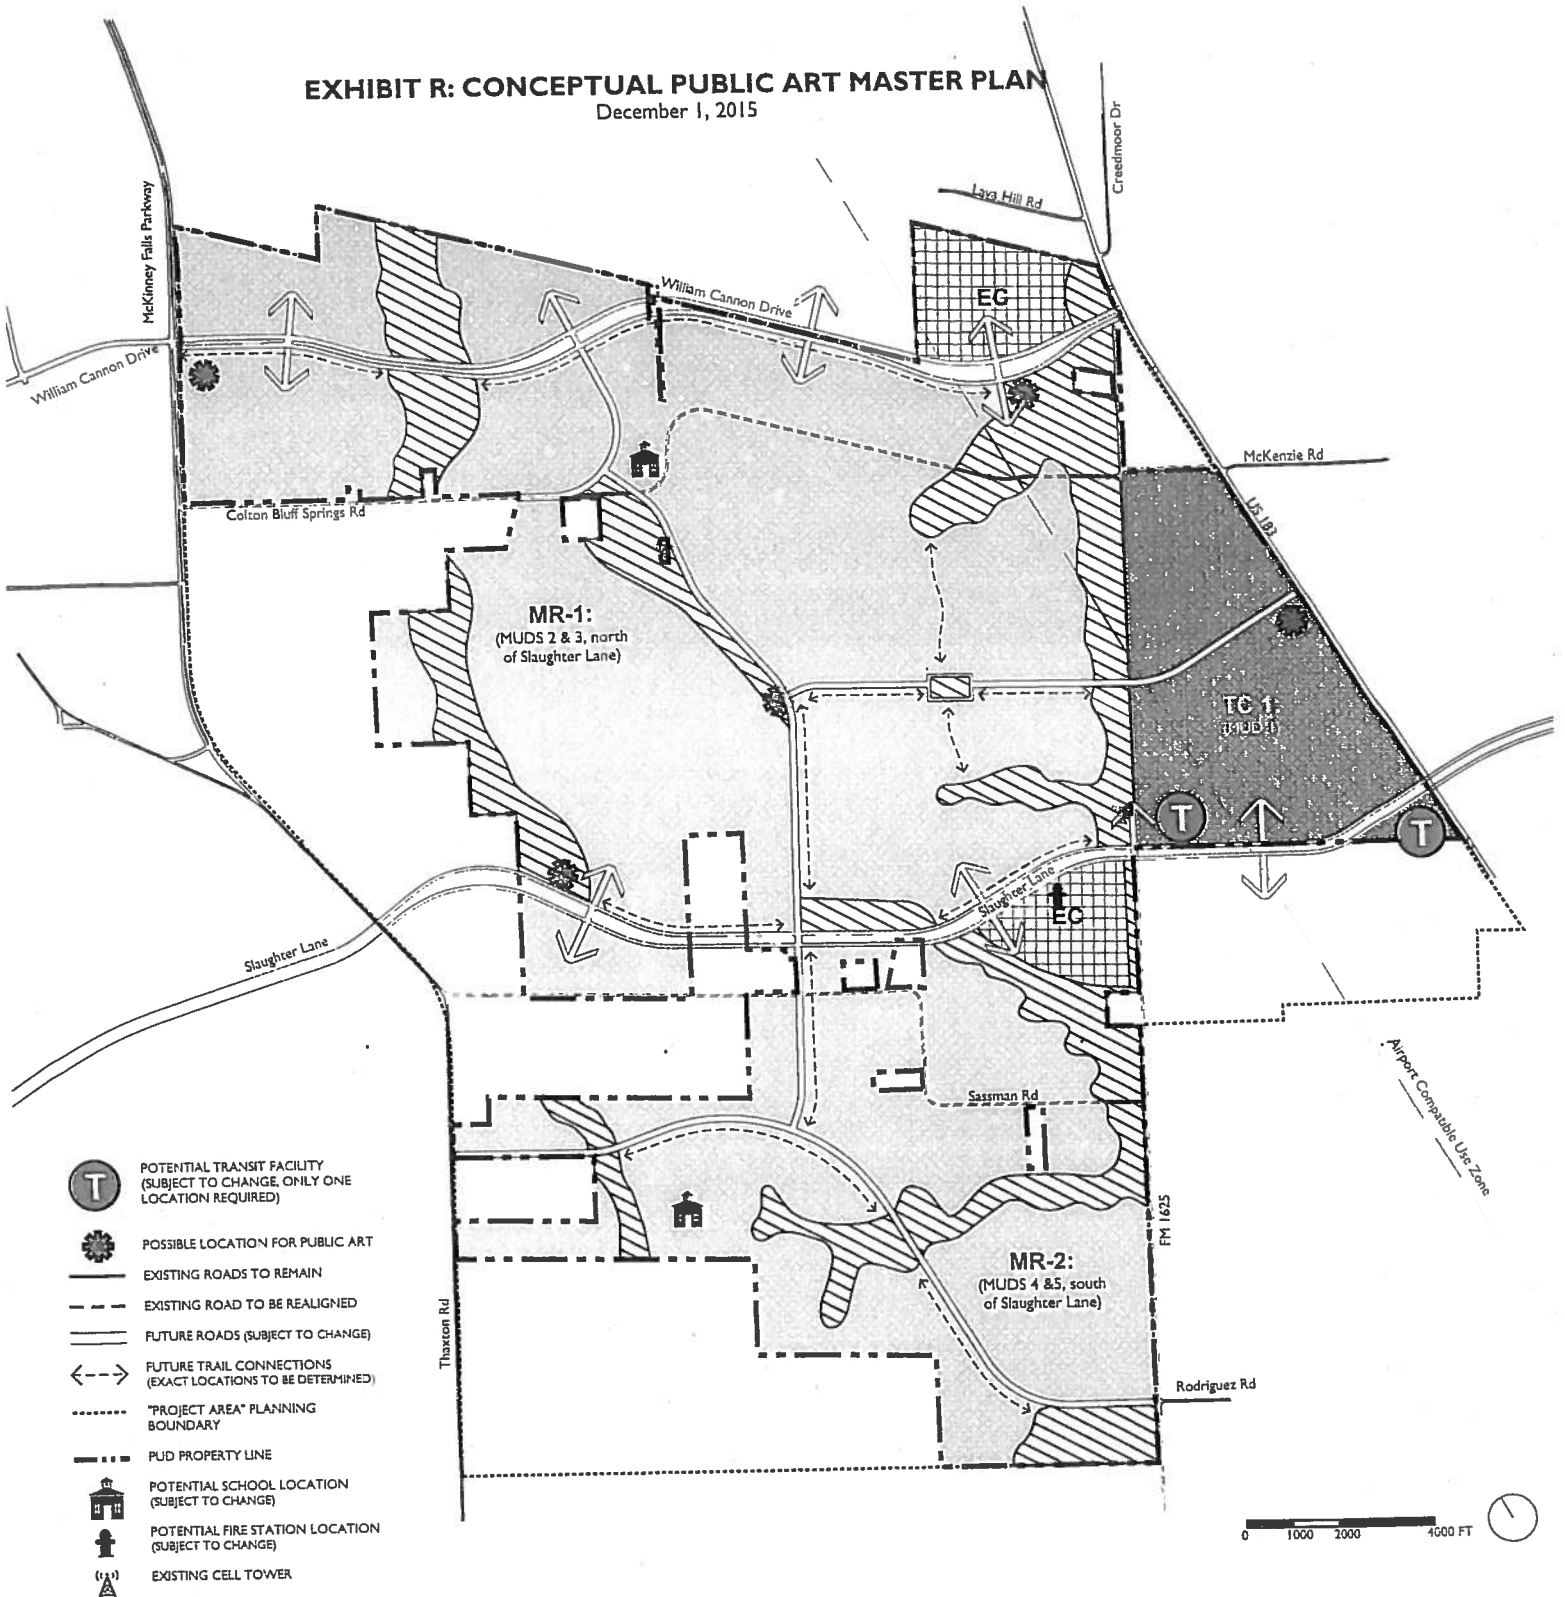 EXHIBIT R: CONCEPTUAL PUBLIC ART MASTER PLAN
December 1, 2015
Creedmoor Dr
Lava Hill Rd
McKinney Falls Parkway
William Cannon Drive
EC
William Cannon Drive
McKenzie Rd
US 183
Colton Bluff Springs Rd
MR-1:
(MUDS 2 & 3, north
of Slaughter Lane)
TC 1:
(MUD 1)
T
T
Slaughter Lane
EC
Slaughter Lane
Airport Compatible Use Zone
Sassman Rd
FM 1625
MR-2:
(MUDS 4 &5, south
of Slaughter Lane)
Thaxton Rd
Rodriguez Rd
T
POTENTIAL TRANSIT FACILITY
(SUBJECT TO CHANGE, ONLY ONE
LOCATION REQUIRED)
POSSIBLE LOCATION FOR PUBLIC ART
EXISTING ROADS TO REMAIN
EXISTING ROAD TO BE REALIGNED
FUTURE ROADS (SUBJECT TO CHANGE)
FUTURE TRAIL CONNECTIONS
(EXACT LOCATIONS TO BE DETERMINED)
"PROJECT AREA" PLANNING
BOUNDARY
PUD PROPERTY LINE
POTENTIAL SCHOOL LOCATION
(SUBJECT TO CHANGE)
POTENTIAL FIRE STATION LOCATION
(SUBJECT TO CHANGE)
EXISTING CELL TOWER
0 1000 2000 4000 FT